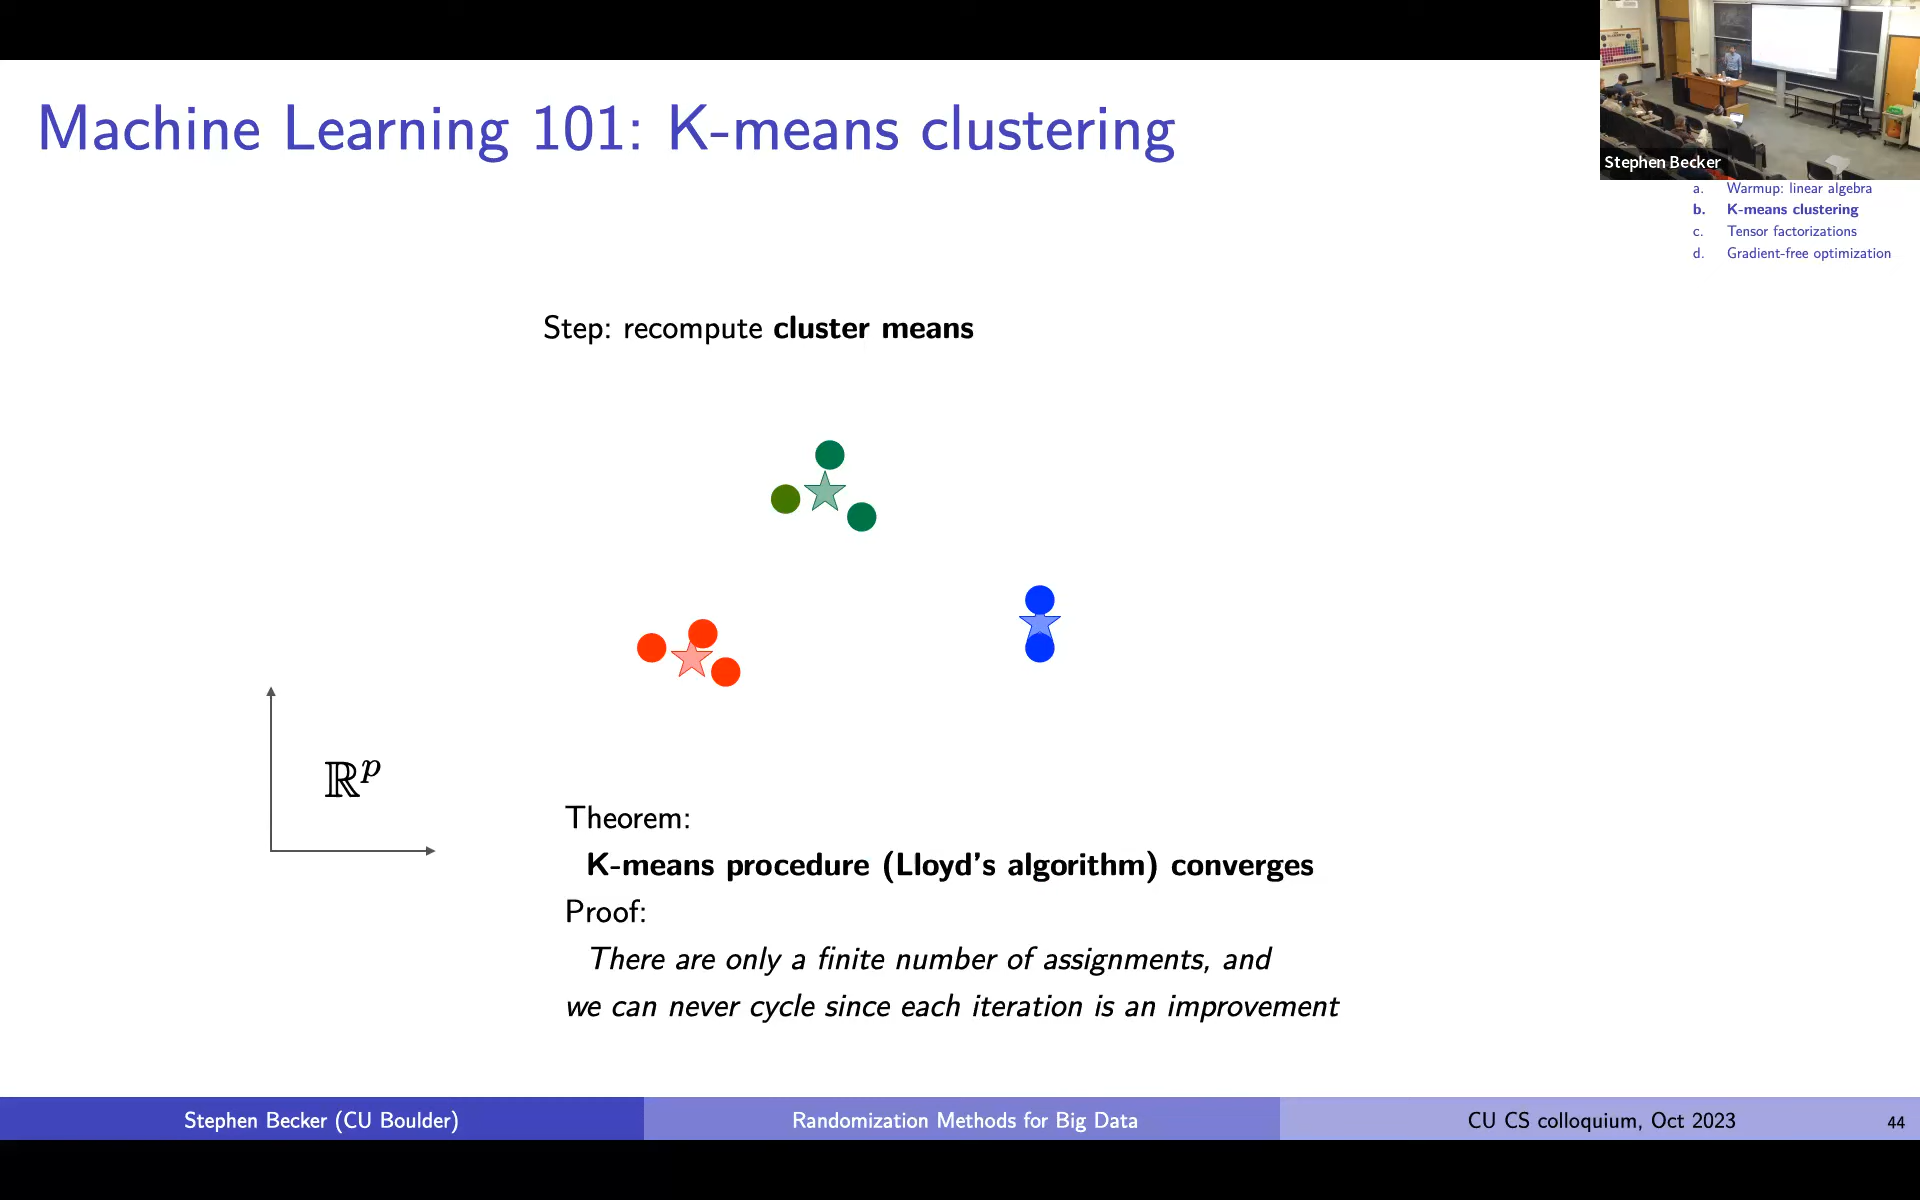 Machine Learning 101: K-means clustering
Stephen Becker
a. Warmup: linear algebra
b. K-means clustering
c. Tensor factorizations
d. Gradient-free optimization
Step: recompute cluster means
ℝᵖ
Theorem:
K-means procedure (Lloyd's algorithm) converges
Proof:
There are only a finite number of assignments, and
we can never cycle since each iteration is an improvement
Stephen Becker (CU Boulder)
Randomization Methods for Big Data
CU CS colloquium, Oct 2023
44